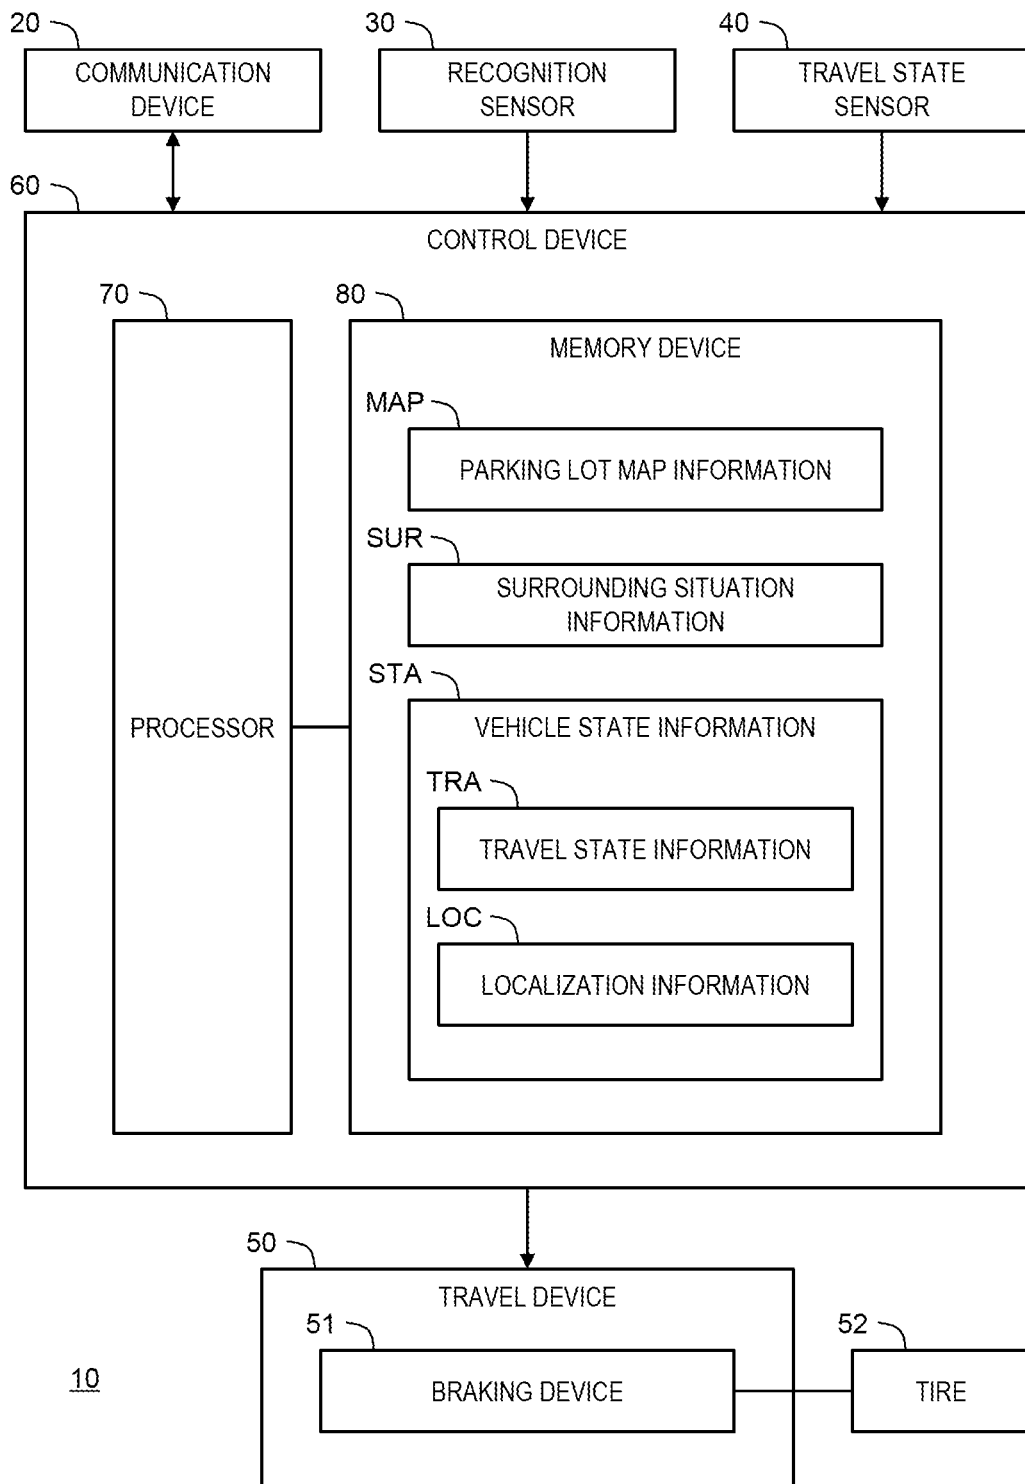 20
30
40
COMMUNICATION
DEVICE
RECOGNITION
SENSOR
TRAVEL STATE
SENSOR
60
CONTROL DEVICE
70
80
MEMORY DEVICE
MAP
PARKING LOT MAP INFORMATION
SUR
SURROUNDING SITUATION
INFORMATION
STA
VEHICLE STATE INFORMATION
PROCESSOR
TRA
TRAVEL STATE INFORMATION
LOC
LOCALIZATION INFORMATION
50
TRAVEL DEVICE
51
52
BRAKING DEVICE
TIRE
10